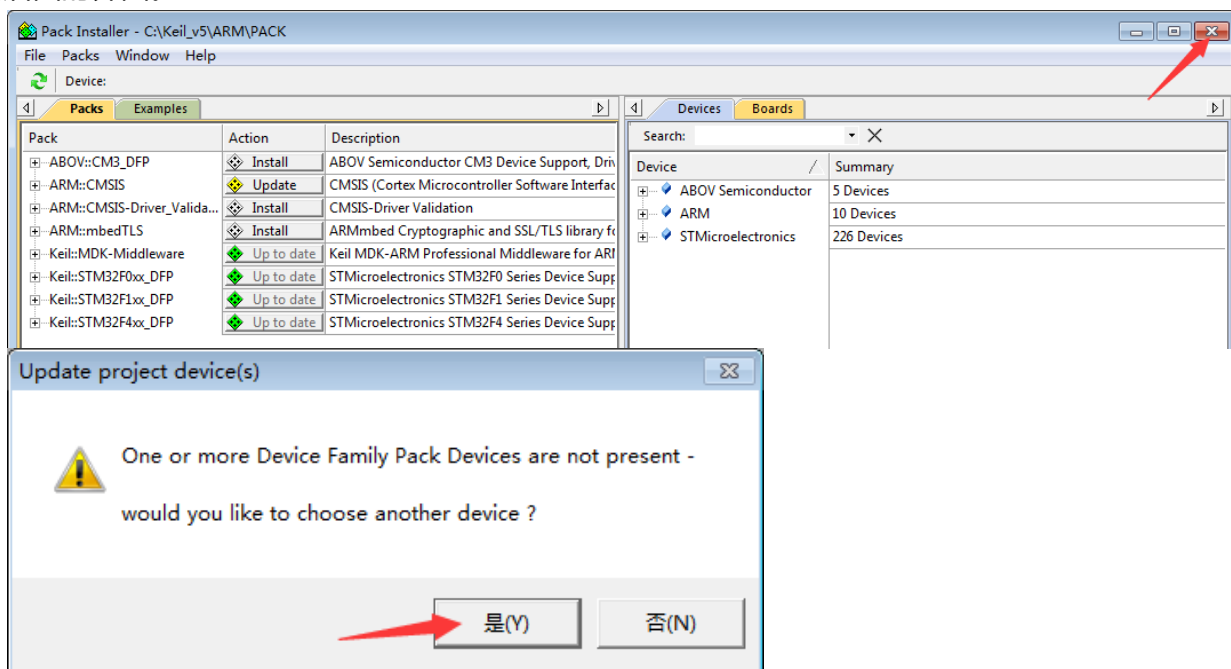 Pack Installer - C:\Keil_v5\ARM\PACK
File Packs Window Help
Device:
Packs Examples
Devices Boards
Pack Action Description
Search:
ABOV::CM3_DFP Install ABOV Semiconductor CM3 Device Support, Driv
Device Summary
ARM::CMSIS Update CMSIS (Cortex Microcontroller Software Interfac
ABOV Semiconductor 5 Devices
ARM::CMSIS-Driver_Valida... Install CMSIS-Driver Validation
ARM 10 Devices
ARM::mbedTLS Install ARMmbed Cryptographic and SSL/TLS library fo
STMicroelectronics 226 Devices
Keil::MDK-Middleware Up to date Keil MDK-ARM Professional Middleware for ARI
Keil::STM32F0xx_DFP Up to date STMicroelectronics STM32F0 Series Device Supp
Keil::STM32F1xx_DFP Up to date STMicroelectronics STM32F1 Series Device Supp
Keil::STM32F4xx_DFP Up to date STMicroelectronics STM32F4 Series Device Supp
Update project device(s)
One or more Device Family Pack Devices are not present -
would you like to choose another device ?
是(Y) 否(N)